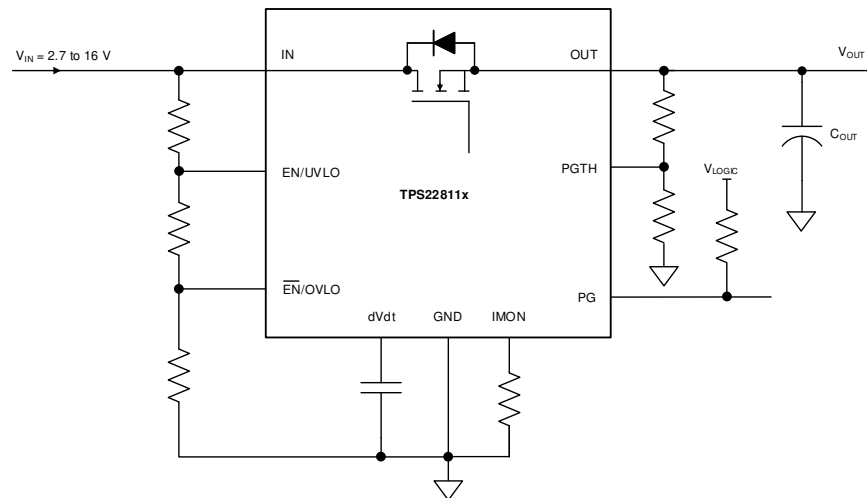 V_IN = 2.7 to 16 V
IN
OUT
V_OUT
C_OUT
EN/UVLO
PGTH
V_LOGIC
TPS22811x
E̅N̅/OVLO
PG
dVdt
GND
IMON